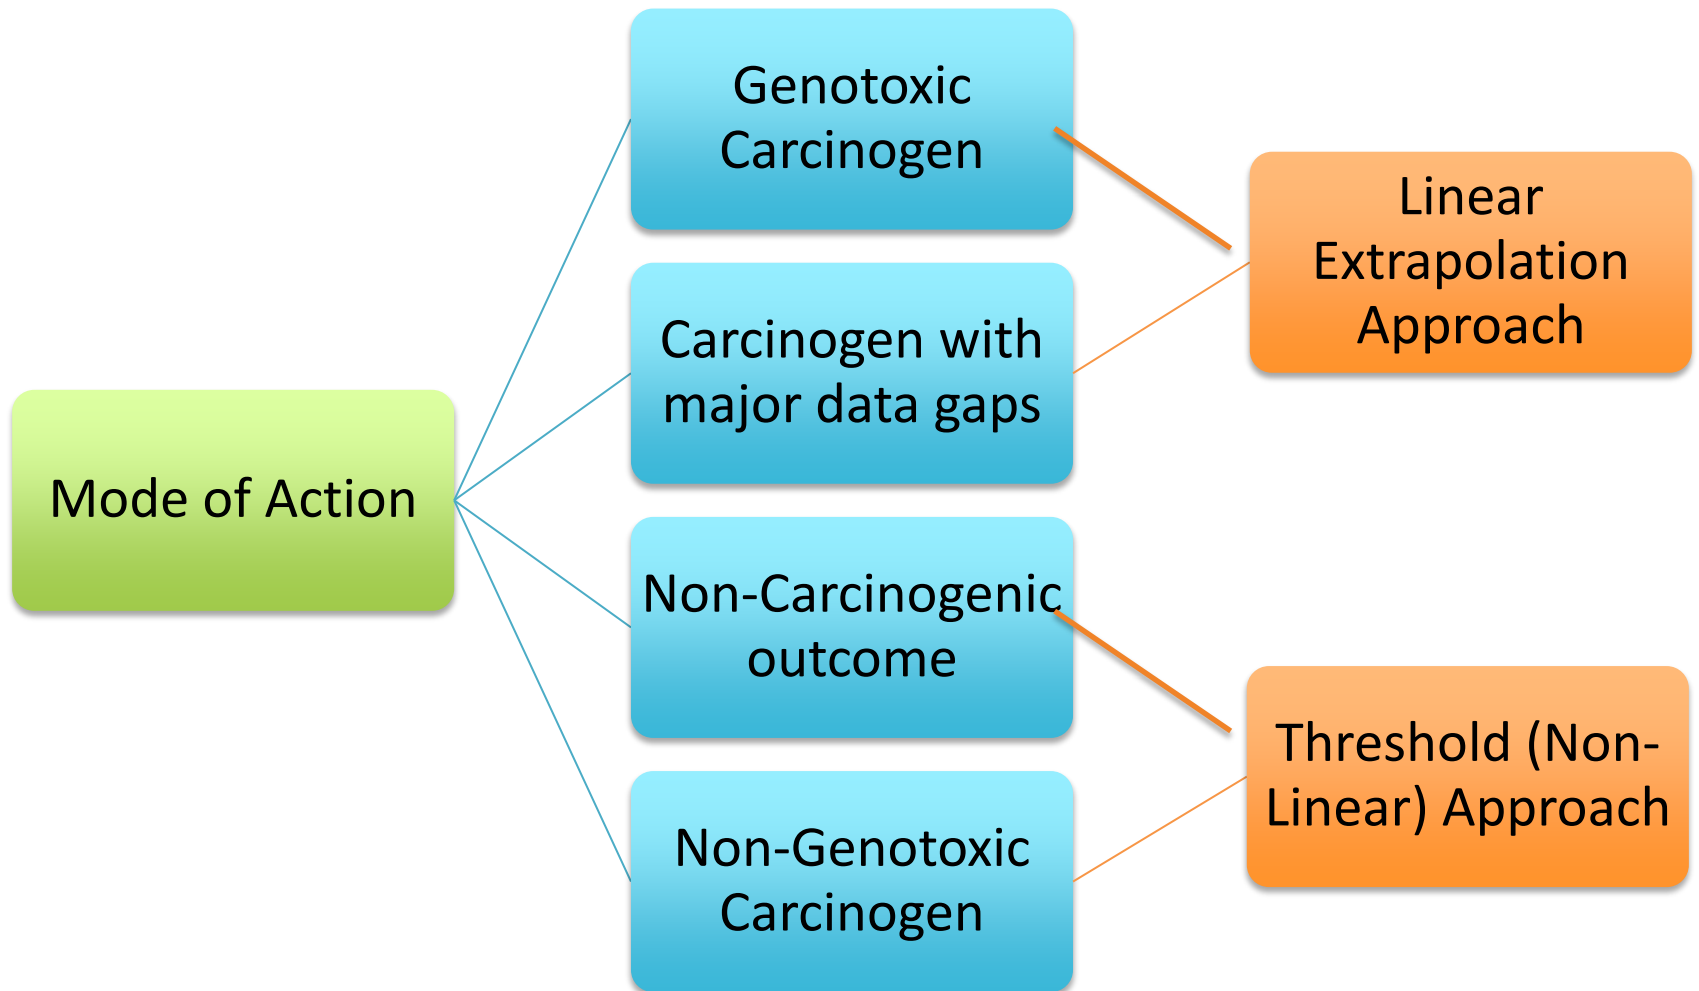 Mode of Action
Genotoxic
Carcinogen
Carcinogen with
major data gaps
Non-Carcinogenic
outcome
Non-Genotoxic
Carcinogen
Linear
Extrapolation
Approach
Threshold (Non-
Linear) Approach